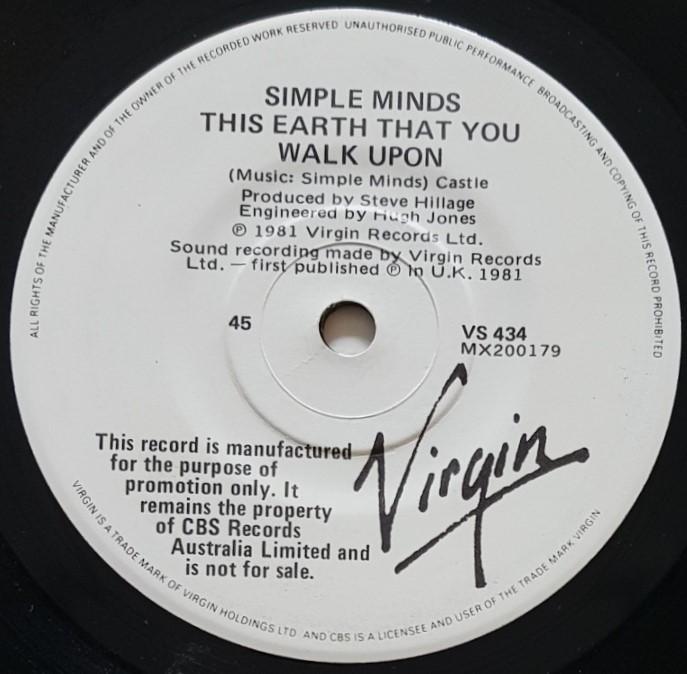 ALL RIGHTS OF THE MANUFACTURER AND OF THE OWNER OF THE RECORDED WORK RESERVED UNAUTHORISED PUBLIC PERFORMANCE BROADCASTING AND COPYING OF THIS RECORD PROHIBITED
SIMPLE MINDS
THIS EARTH THAT YOU
WALK UPON
(Music: Simple Minds) Castle
Produced by Steve Hillage
Engineered by Hugh Jones
℗ 1981 Virgin Records Ltd.
Sound recording made by Virgin Records
Ltd. — first published ℗ in U.K. 1981
45
VS 434
MX200179
This record is manufactured
for the purpose of
promotion only. It
remains the property
of CBS Records
Australia Limited and
is not for sale.
Virgin
VIRGIN IS A TRADE MARK OF VIRGIN HOLDINGS LTD AND CBS IS A LICENSEE AND USER OF THE TRADE MARK VIRGIN